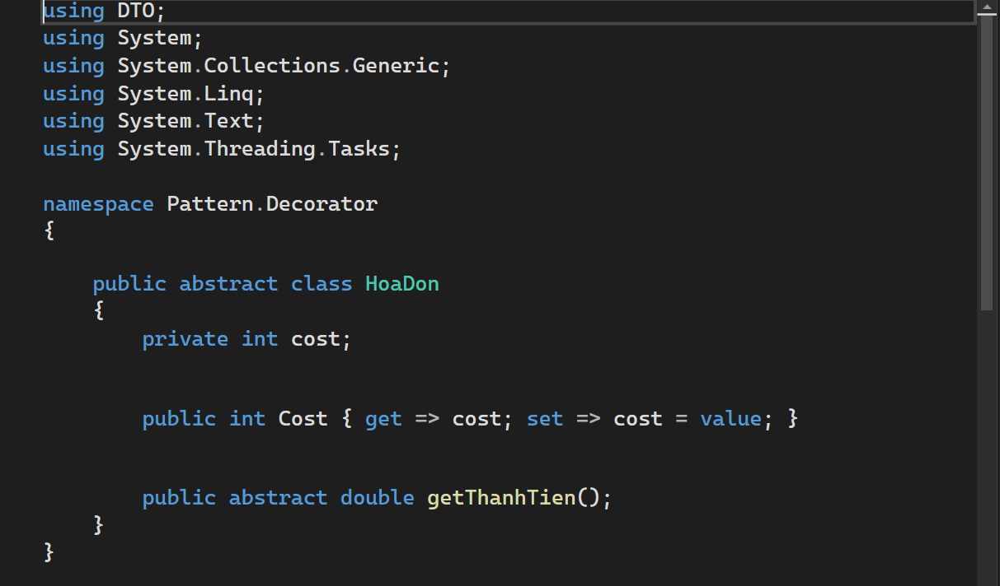 using DTO;
using System;
using System.Collections.Generic;
using System.Linq;
using System.Text;
using System.Threading.Tasks;
namespace Pattern.Decorator
{
public abstract class HoaDon
{
private int cost;
public int Cost { get => cost; set => cost = value; }
public abstract double getThanhTien();
}
}